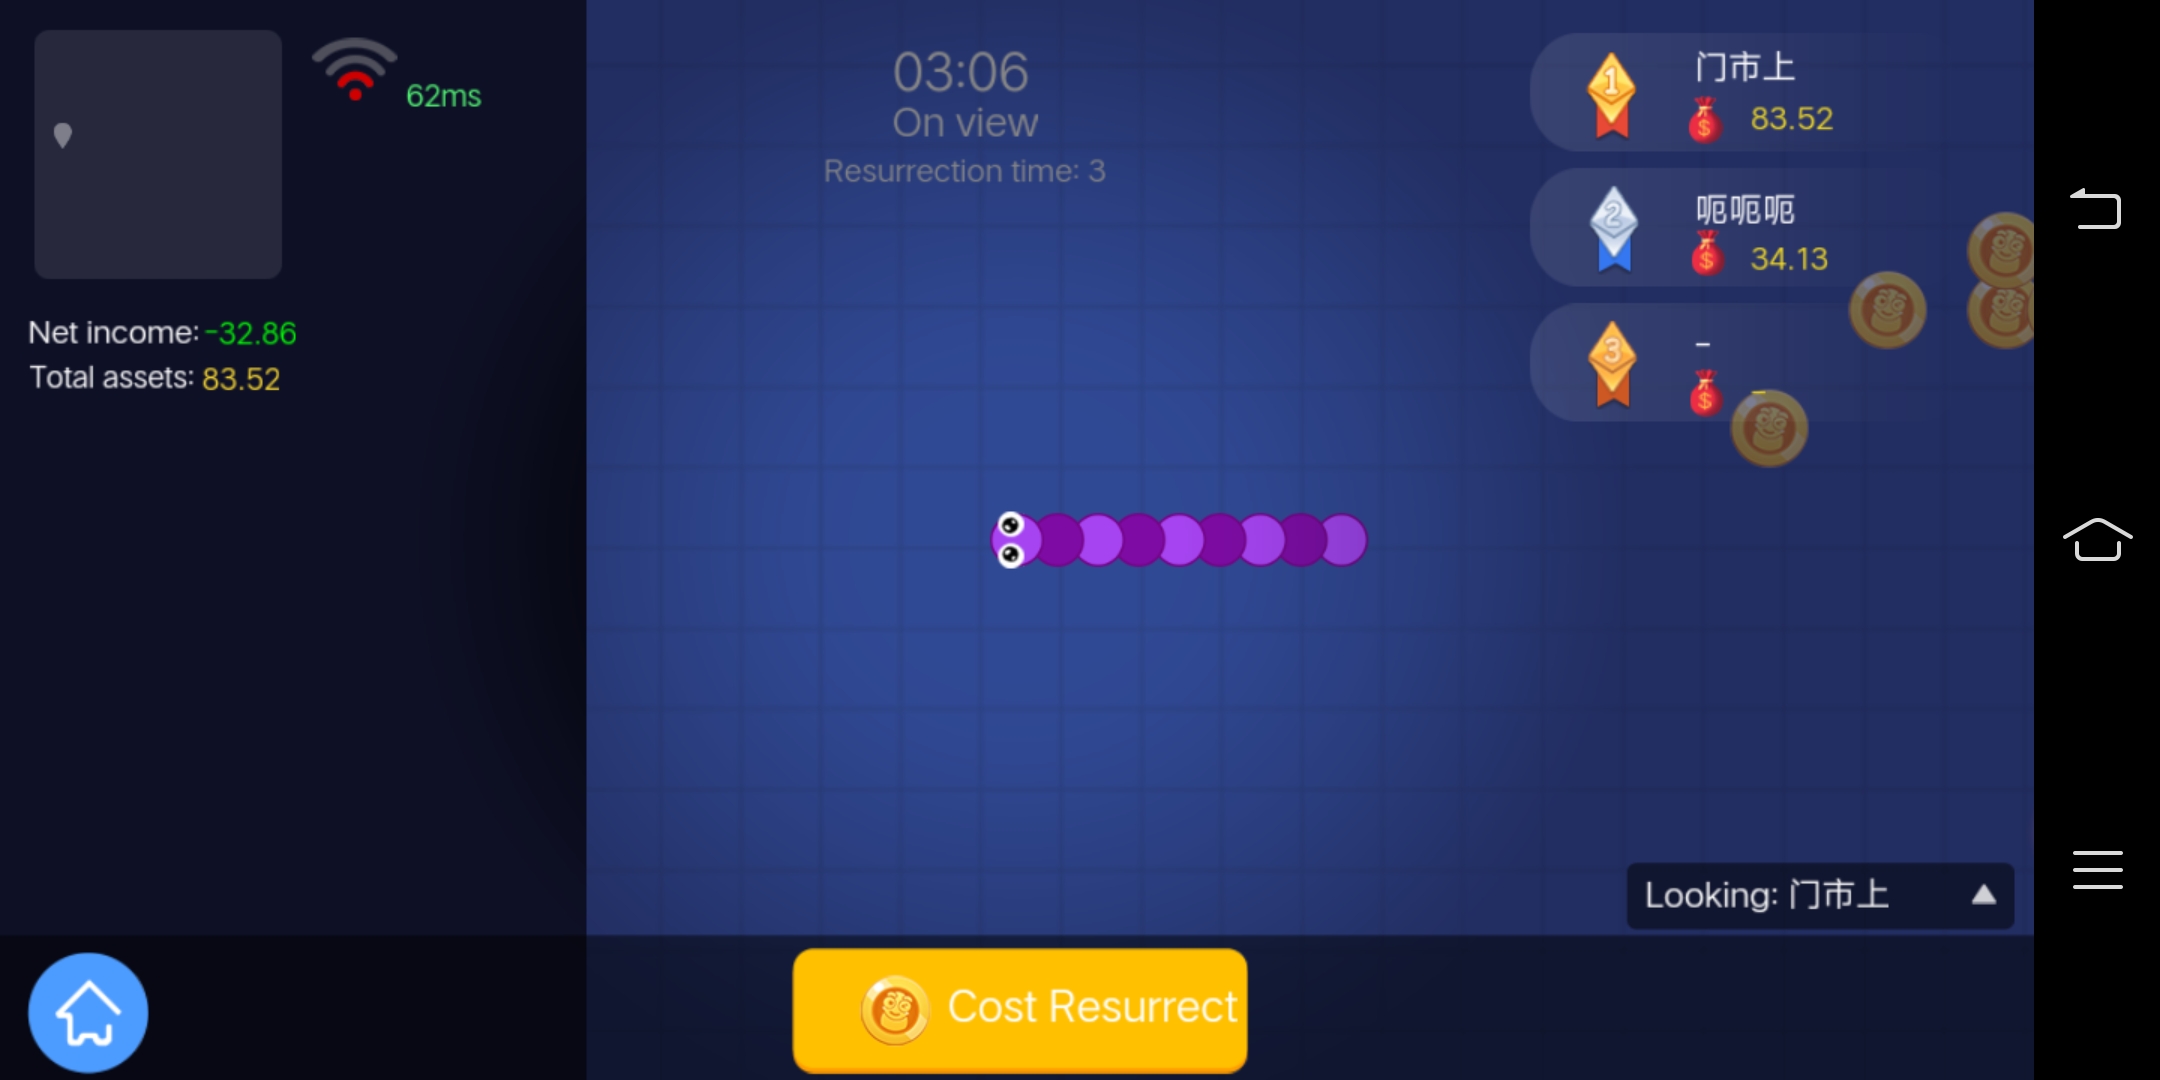 62ms
Net income: -32.86
Total assets: 83.52
03:06
On view
Resurrection time: 3
1
门市上
$ 83.52
2
呃呃呃
$ 34.13
3
–
$ –
Looking: 门市上
Cost Resurrect